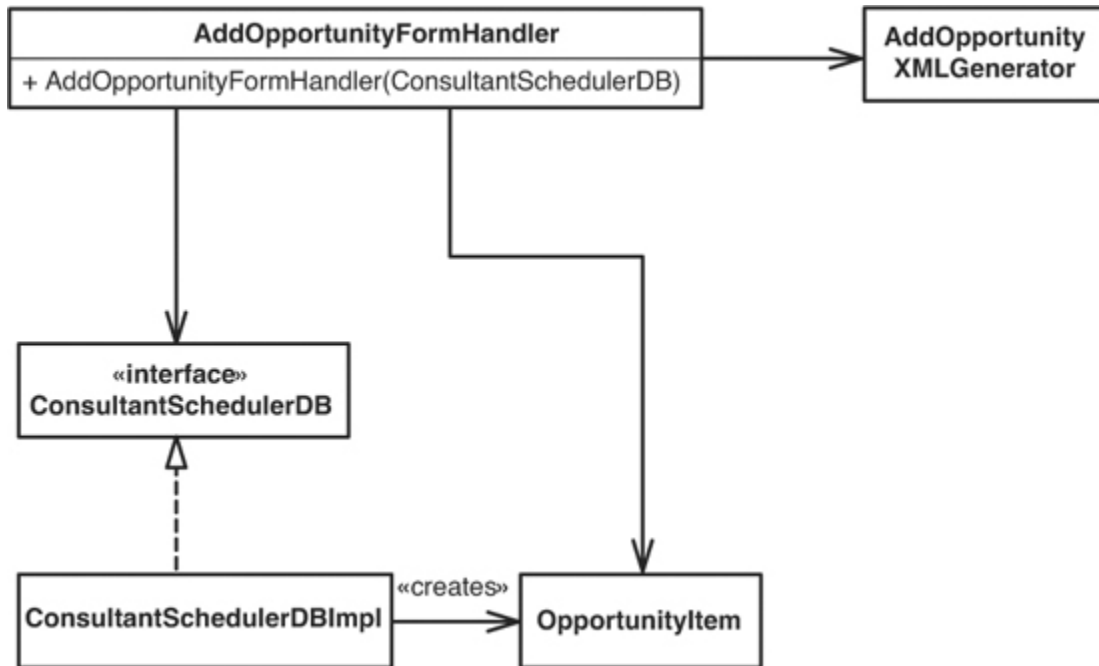 AddOpportunityFormHandler
+ AddOpportunityFormHandler(ConsultantSchedulerDB)
AddOpportunity
XMLGenerator
«interface»
ConsultantSchedulerDB
ConsultantSchedulerDBImpl
«creates»
OpportunityItem